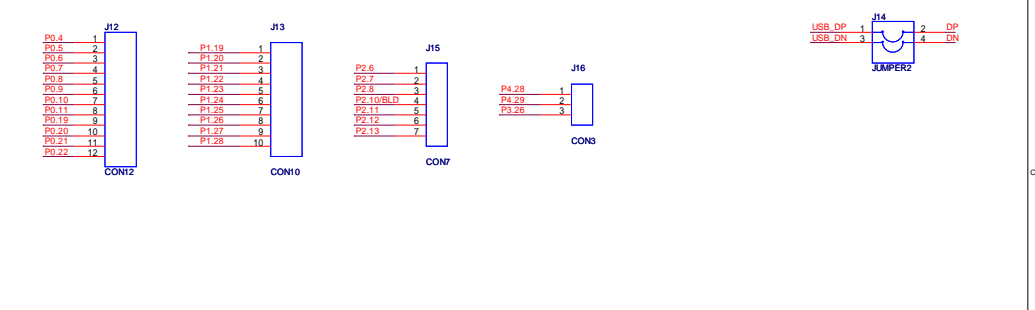 J12
P0.4 1
P0.5 2
P0.6 3
P0.7 4
P0.8 5
P0.9 6
P0.10 7
P0.11 8
P0.19 9
P0.20 10
P0.21 11
P0.22 12
CON12
J13
P1.19 1
P1.20 2
P1.21 3
P1.22 4
P1.23 5
P1.24 6
P1.25 7
P1.26 8
P1.27 9
P1.28 10
CON10
J15
P2.6 1
P2.7 2
P2.8 3
P2.10/BLD 4
P2.11 5
P2.12 6
P2.13 7
CON7
J16
P4.28 1
P4.29 2
P3.26 3
CON3
J14
USB_DP 1 2 DP
USB_DN 3 4 DN
JUMPER2
C